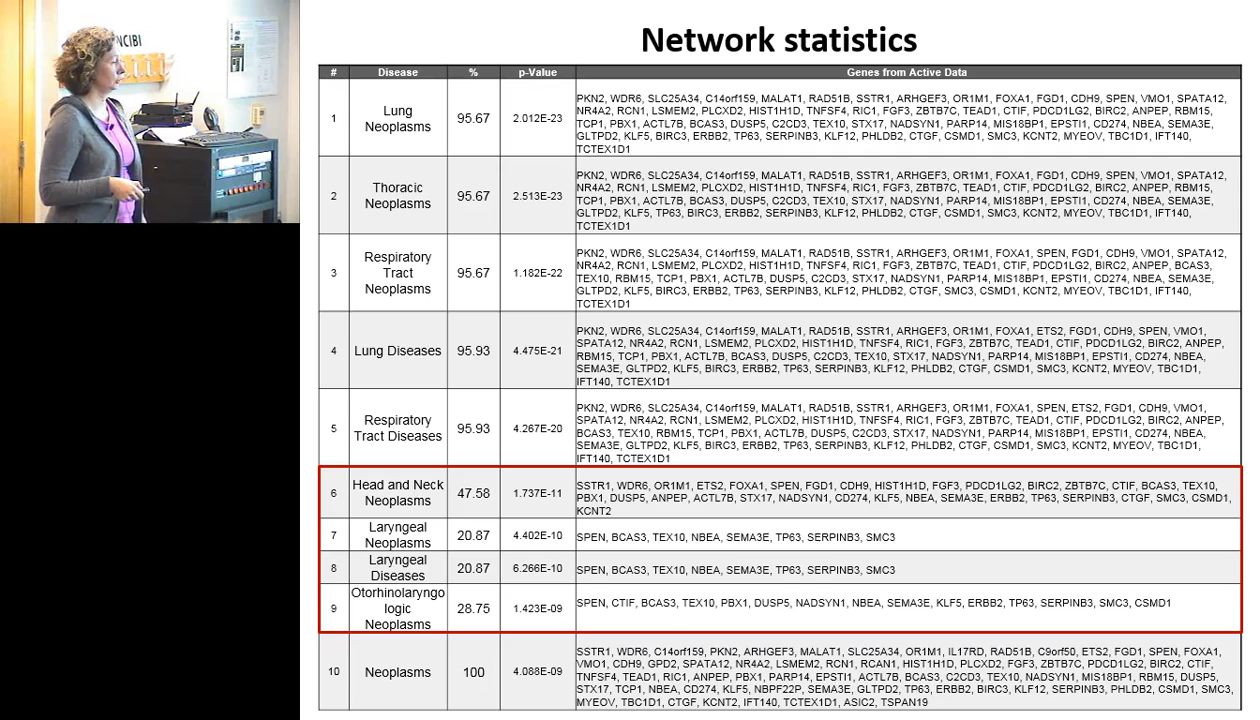 NCIBI
Network statistics
# Disease % p-Value Genes from Active Data
1 Lung Neoplasms 95.67 2.012E-23
PKN2, WDR6, SLC25A34, C14orf159, MALAT1, RAD51B, SSTR1, ARHGEF3, OR1M1, FOXA1, FGD1, CDH9, SPEN, VMO1, SPATA12,
NR4A2, RCN1, LSMEM2, PLCXD2, HIST1H1D, TNFSF4, RIC1, FGF3, ZBTB7C, TEAD1, CTIF, PDCD1LG2, BIRC2, ANPEP, RBM15,
TCP1, PBX1, ACTL7B, BCAS3, DUSP5, C2CD3, TEX10, STX17, NADSYN1, PARP14, MIS18BP1, EPSTI1, CD274, NBEA, SEMA3E,
GLTPD2, KLF5, BIRC3, ERBB2, TP63, SERPINB3, KLF12, PHLDB2, CTGF, CSMD1, SMC3, KCNT2, MYEOV, TBC1D1, IFT140,
TCTEX1D1
2 Thoracic Neoplasms 95.67 2.513E-23
PKN2, WDR6, SLC25A34, C14orf159, MALAT1, RAD51B, SSTR1, ARHGEF3, OR1M1, FOXA1, FGD1, CDH9, SPEN, VMO1, SPATA12,
NR4A2, RCN1, LSMEM2, PLCXD2, HIST1H1D, TNFSF4, RIC1, FGF3, ZBTB7C, TEAD1, CTIF, PDCD1LG2, BIRC2, ANPEP, RBM15,
TCP1, PBX1, ACTL7B, BCAS3, DUSP5, C2CD3, TEX10, STX17, NADSYN1, PARP14, MIS18BP1, EPSTI1, CD274, NBEA, SEMA3E,
GLTPD2, KLF5, TP63, BIRC3, ERBB2, SERPINB3, KLF12, PHLDB2, CTGF, CSMD1, SMC3, KCNT2, MYEOV, TBC1D1, IFT140,
TCTEX1D1
3 Respiratory Tract Neoplasms 95.67 1.182E-22
PKN2, WDR6, SLC25A34, C14orf159, MALAT1, RAD51B, SSTR1, ARHGEF3, OR1M1, FOXA1, SPEN, FGD1, CDH9, VMO1, SPATA12,
NR4A2, RCN1, LSMEM2, PLCXD2, HIST1H1D, TNFSF4, RIC1, FGF3, ZBTB7C, TEAD1, CTIF, PDCD1LG2, BIRC2, ANPEP, BCAS3,
TEX10, RBM15, TCP1, PBX1, ACTL7B, DUSP5, C2CD3, STX17, NADSYN1, PARP14, MIS18BP1, EPSTI1, CD274, NBEA, SEMA3E,
GLTPD2, KLF5, BIRC3, ERBB2, TP63, SERPINB3, KLF12, PHLDB2, CTGF, SMC3, CSMD1, KCNT2, MYEOV, TBC1D1, IFT140,
TCTEX1D1
4 Lung Diseases 95.93 4.475E-21
PKN2, WDR6, SLC25A34, C14orf159, MALAT1, RAD51B, SSTR1, ARHGEF3, OR1M1, FOXA1, ETS2, FGD1, CDH9, SPEN, VMO1,
SPATA12, NR4A2, RCN1, LSMEM2, PLCXD2, HIST1H1D, TNFSF4, RIC1, FGF3, ZBTB7C, TEAD1, CTIF, PDCD1LG2, BIRC2, ANPEP,
RBM15, TCP1, PBX1, ACTL7B, BCAS3, DUSP5, C2CD3, TEX10, STX17, NADSYN1, PARP14, MIS18BP1, EPSTI1, CD274, NBEA,
SEMA3E, GLTPD2, KLF5, BIRC3, ERBB2, TP63, SERPINB3, KLF12, PHLDB2, CTGF, CSMD1, SMC3, KCNT2, MYEOV, TBC1D1,
IFT140, TCTEX1D1
5 Respiratory Tract Diseases 95.93 4.267E-20
PKN2, WDR6, SLC25A34, C14orf159, MALAT1, RAD51B, SSTR1, ARHGEF3, OR1M1, FOXA1, SPEN, ETS2, FGD1, CDH9, VMO1,
SPATA12, NR4A2, RCN1, LSMEM2, PLCXD2, HIST1H1D, TNFSF4, RIC1, FGF3, ZBTB7C, TEAD1, CTIF, PDCD1LG2, BIRC2, ANPEP,
BCAS3, TEX10, RBM15, TCP1, PBX1, ACTL7B, DUSP5, C2CD3, STX17, NADSYN1, PARP14, MIS18BP1, EPSTI1, CD274, NBEA,
SEMA3E, GLTPD2, KLF5, BIRC3, ERBB2, TP63, SERPINB3, KLF12, PHLDB2, CTGF, SMC3, CSMD1, KCNT2, MYEOV, TBC1D1,
IFT140, TCTEX1D1
6 Head and Neck Neoplasms 47.58 1.737E-11
SSTR1, WDR6, OR1M1, ETS2, FOXA1, SPEN, FGD1, CDH9, HIST1H1D, FGF3, PDCD1LG2, BIRC2, ZBTB7C, CTIF, BCAS3, TEX10,
PBX1, DUSP5, ANPEP, ACTL7B, STX17, NADSYN1, CD274, KLF5, NBEA, SEMA3E, ERBB2, TP63, SERPINB3, CTGF, SMC3, CSMD1,
KCNT2
7 Laryngeal Neoplasms 20.87 4.402E-10
SPEN, BCAS3, TEX10, NBEA, SEMA3E, TP63, SERPINB3, SMC3
8 Laryngeal Diseases 20.87 6.266E-10
SPEN, BCAS3, TEX10, NBEA, SEMA3E, TP63, SERPINB3, SMC3
9 Otorhinolaryngo logic Neoplasms 28.75 1.423E-09
SPEN, CTIF, BCAS3, TEX10, PBX1, DUSP5, NADSYN1, NBEA, SEMA3E, KLF5, ERBB2, TP63, SERPINB3, SMC3, CSMD1
10 Neoplasms 100 4.088E-09
SSTR1, WDR6, C14orf159, PKN2, ARHGEF3, MALAT1, SLC25A34, OR1M1, IL17RD, RAD51B, C9orf50, ETS2, FGD1, SPEN, FOXA1,
VMO1, CDH9, GPD2, SPATA12, NR4A2, LSMEM2, RCN1, RCAN1, HIST1H1D, PLCXD2, FGF3, ZBTB7C, PDCD1LG2, BIRC2, CTIF,
TNFSF4, TEAD1, RIC1, ANPEP, PBX1, PARP14, EPSTI1, ACTL7B, BCAS3, C2CD3, TEX10, NADSYN1, MIS18BP1, RBM15, DUSP5,
STX17, TCP1, NBEA, CD274, KLF5, NBPF22P, SEMA3E, GLTPD2, TP63, ERBB2, BIRC3, KLF12, SERPINB3, PHLDB2, CSMD1, SMC3,
MYEOV, TBC1D1, CTGF, KCNT2, IFT140, TCTEX1D1, ASIC2, TSPAN19